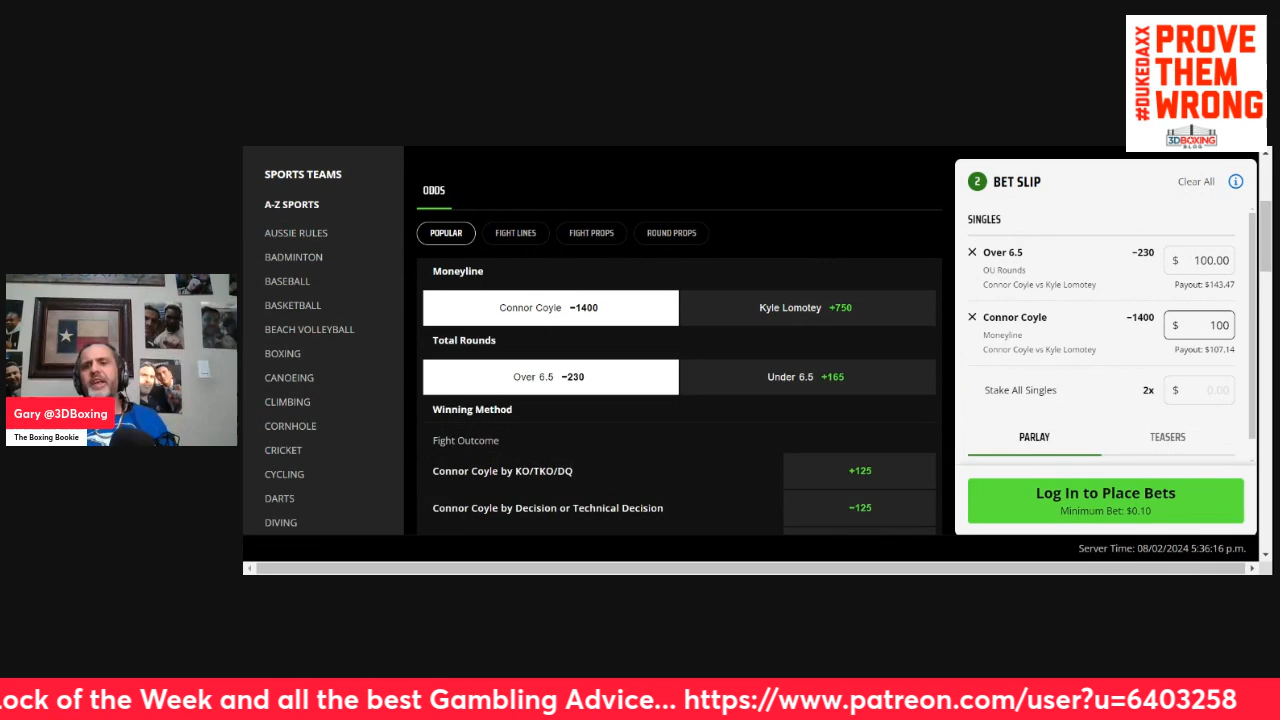 #DUKEDAXX
PROVE
THEM
WRONG
3DBOXING
BLOG
SPORTS TEAMS
A-Z SPORTS
AUSSIE RULES
BADMINTON
BASEBALL
BASKETBALL
BEACH VOLLEYBALL
BOXING
CANOEING
CLIMBING
CORNHOLE
CRICKET
CYCLING
DARTS
DIVING
ODDS
POPULAR FIGHT LINES FIGHT PROPS ROUND PROPS
Moneyline
Connor Coyle −1400 Kyle Lomotey +750
Total Rounds
Over 6.5 −230 Under 6.5 +165
Winning Method
Fight Outcome
Connor Coyle by KO/TKO/DQ +125
Connor Coyle by Decision or Technical Decision −125
2 BET SLIP Clear All i
SINGLES
× Over 6.5 −230 $ 100.00
OU Rounds
Connor Coyle vs Kyle Lomotey Payout: $143.47
× Connor Coyle −1400 $ 100
Moneyline
Connor Coyle vs Kyle Lomotey Payout: $107.14
Stake All Singles 2x $ 0.00
PARLAY TEASERS
Log In to Place Bets
Minimum Bet: $0.10
Server Time: 08/02/2024 5:36:16 p.m.
Gary @3DBoxing
The Boxing Bookie
ock of the Week and all the best Gambling Advice... https://www.patreon.com/user?u=6403258